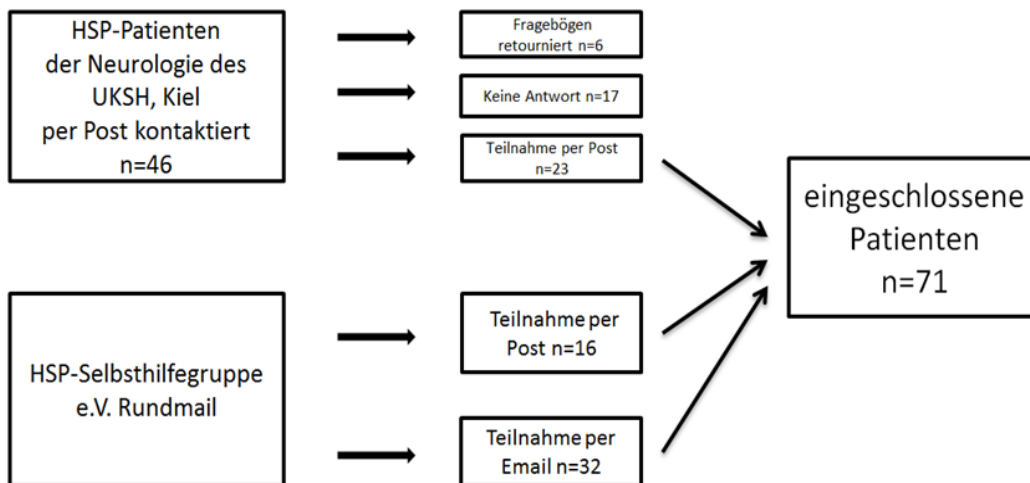 HSP-Patienten
der Neurologie des
UKSH, Kiel
per Post kontaktiert
n=46
Fragebögen
retourniert n=6
Keine Antwort n=17
Teilnahme per Post
n=23
HSP-Selbsthilfegruppe
e.V. Rundmail
Teilnahme per
Post n=16
Teilnahme per
Email n=32
eingeschlossene
Patienten
n=71